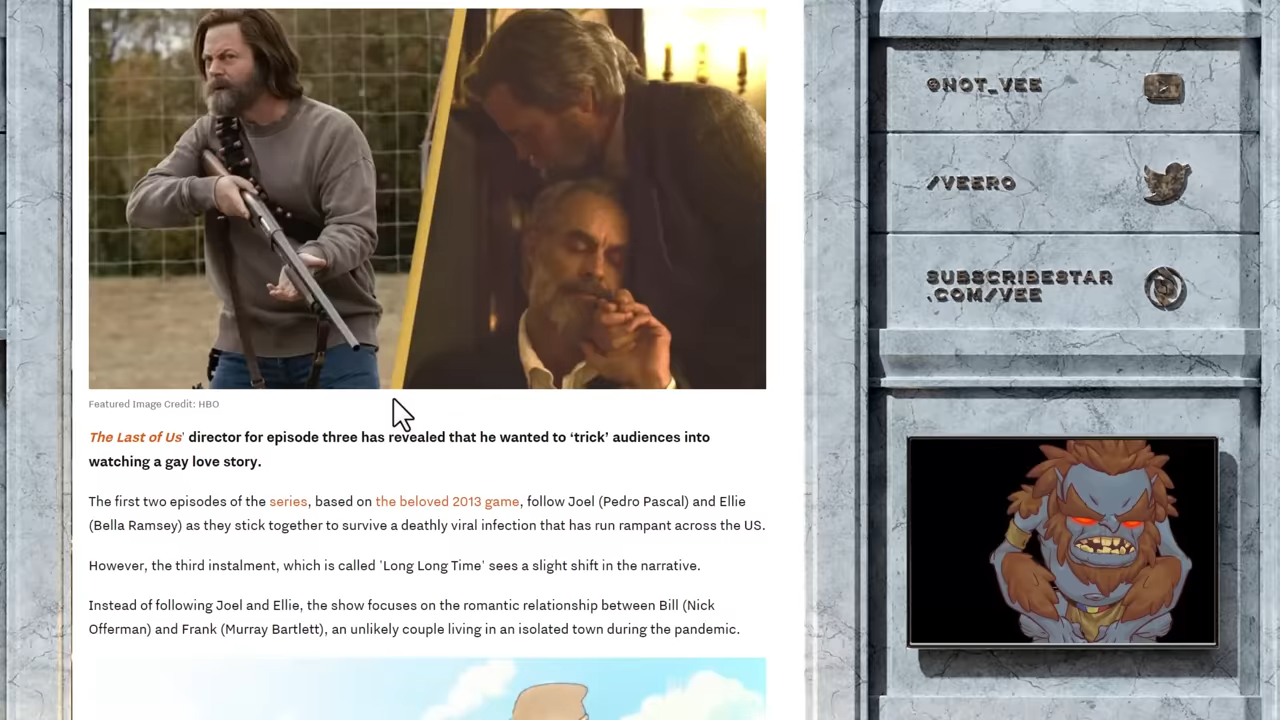 @NOT_VEE
/VEERO
SUBSCRIBESTAR
.COM/VEE
Featured Image Credit: HBO
The Last of Us' director for episode three has revealed that he wanted to ‘trick’ audiences into
watching a gay love story.
The first two episodes of the series, based on the beloved 2013 game, follow Joel (Pedro Pascal) and Ellie
(Bella Ramsey) as they stick together to survive a deathly viral infection that has run rampant across the US.
However, the third instalment, which is called 'Long Long Time' sees a slight shift in the narrative.
Instead of following Joel and Ellie, the show focuses on the romantic relationship between Bill (Nick
Offerman) and Frank (Murray Bartlett), an unlikely couple living in an isolated town during the pandemic.